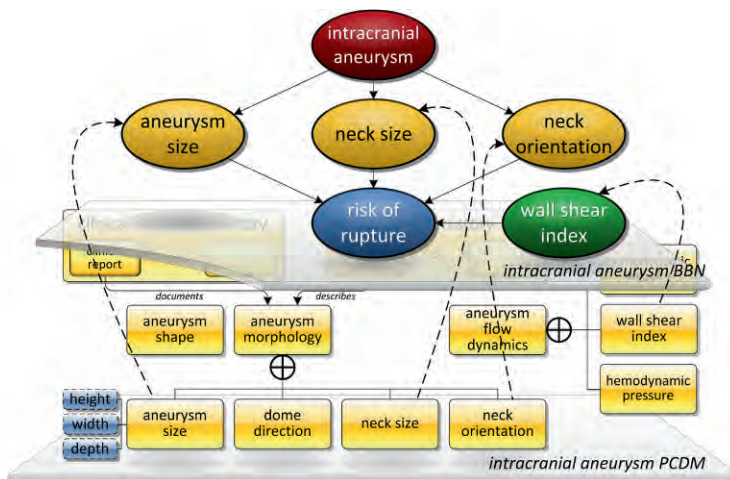 intracranial
aneurysm
aneurysm
size
neck size
neck
orientation
risk of
rupture
wall shear
index
report
intracranial aneurysm BBN
documents
describes
aneurysm
shape
aneurysm
morphology
aneurysm
flow
dynamics
wall shear
index
hemodynamic
pressure
height
width
depth
aneurysm
size
dome
direction
neck size
neck
orientation
intracranial aneurysm PCDM